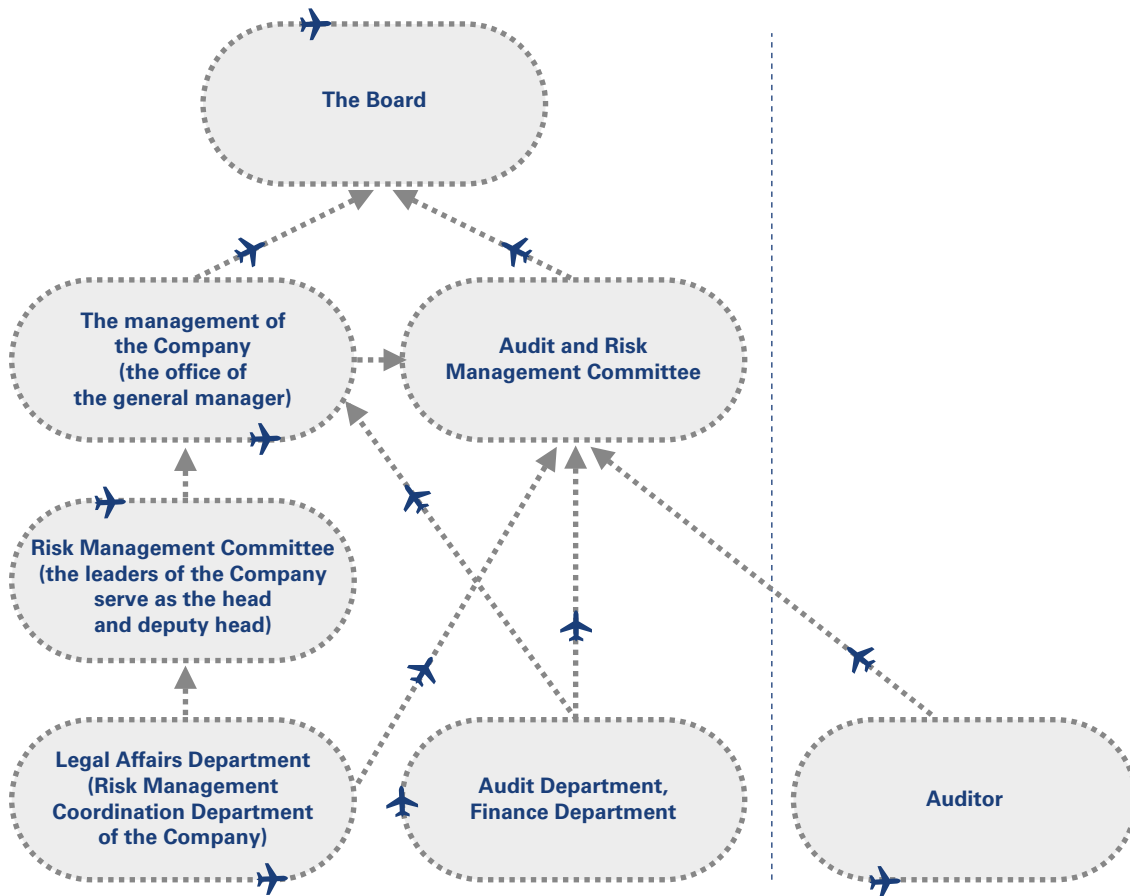 The Board
The management of
the Company
(the office of
the general manager)
Audit and Risk
Management Committee
Risk Management Committee
(the leaders of the Company
serve as the head
and deputy head)
Legal Affairs Department
(Risk Management
Coordination Department
of the Company)
Audit Department,
Finance Department
Auditor